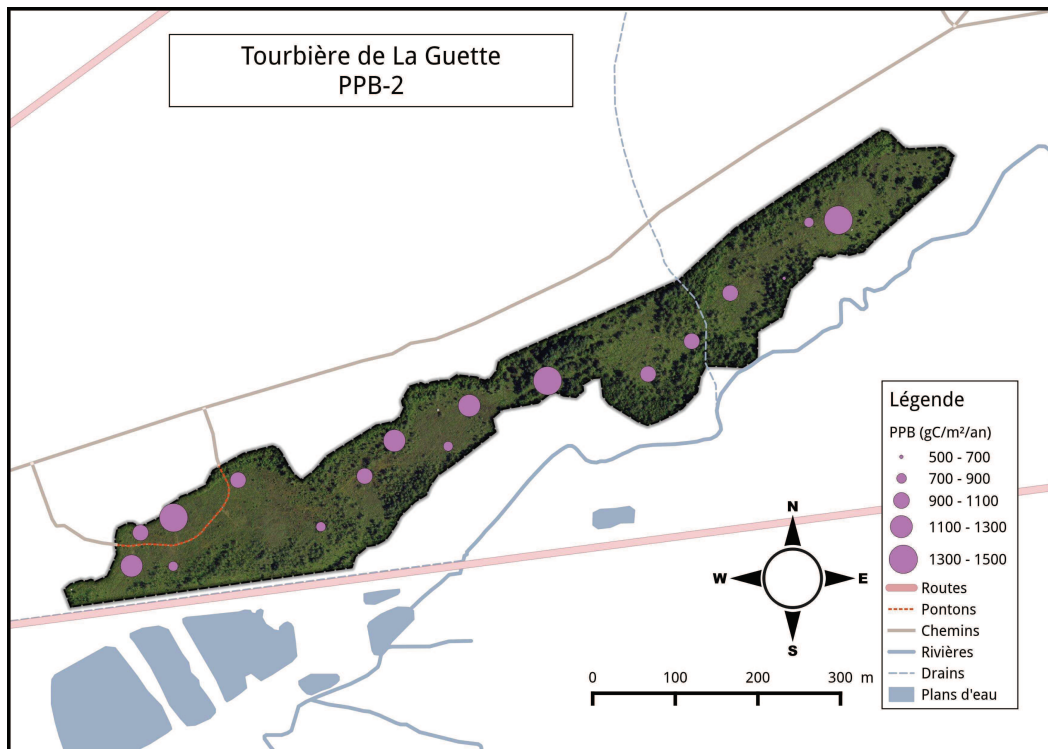 Tourbière de La Guette
PPB-2
Légende
PPB (gC/m²/an)
500 - 700
700 - 900
900 - 1100
1100 - 1300
1300 - 1500
Routes
Pontons
Chemins
Rivières
Drains
Plans d'eau
N
W
E
S
0 100 200 300 m